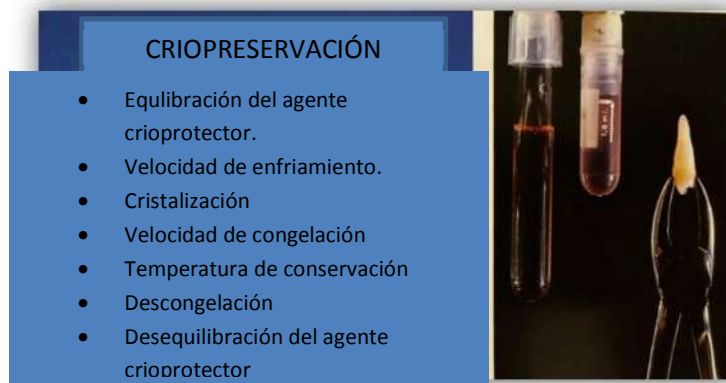 CRIOPRESERVACIÓN
• Equlibración del agente
crioprotector.
• Velocidad de enfriamiento.
• Cristalización
• Velocidad de congelación
• Temperatura de conservación
• Descongelación
• Desequilibración del agente
crioprotector